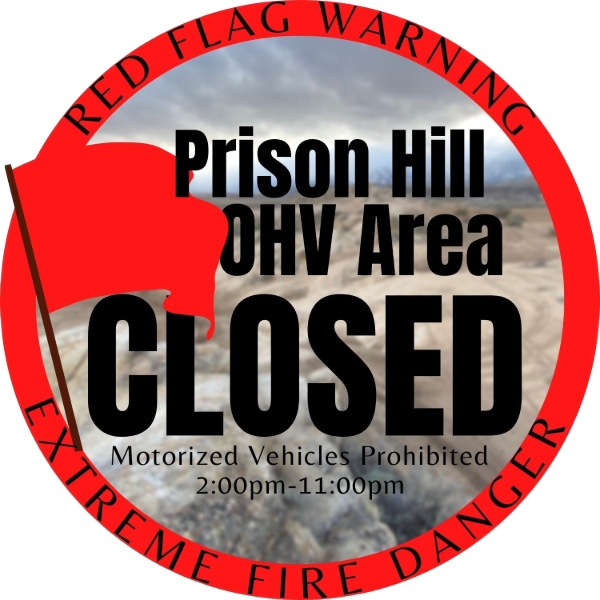 RED FLAG WARNING
Prison Hill
OHV Area
CLOSED
Motorized Vehicles Prohibited
2:00pm-11:00pm
EXTREME FIRE DANGER